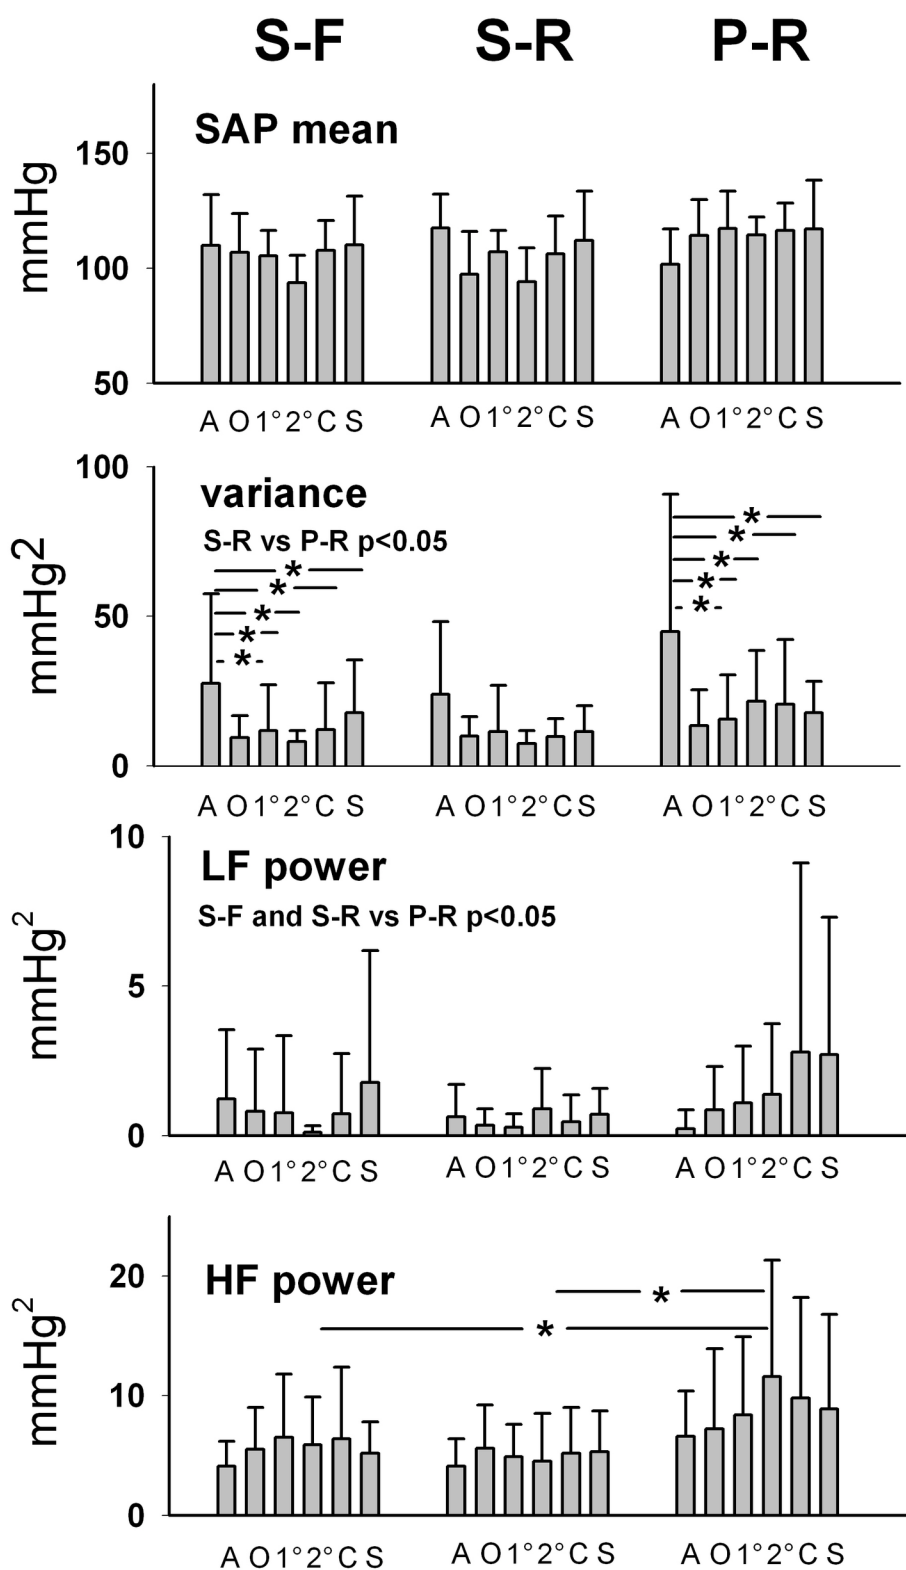 S-F S-R P-R
SAP mean
mmHg
150
100
50
A O 1° 2° C S A O 1° 2° C S A O 1° 2° C S
variance
S-R vs P-R p<0.05
mmHg2
100
50
0
* * * * *
* * * * *
A O 1° 2° C S A O 1° 2° C S A O 1° 2° C S
LF power
S-F and S-R vs P-R p<0.05
mmHg²
10
5
0
A O 1° 2° C S A O 1° 2° C S A O 1° 2° C S
HF power
mmHg²
20
10
0
*
*
A O 1° 2° C S A O 1° 2° C S A O 1° 2° C S